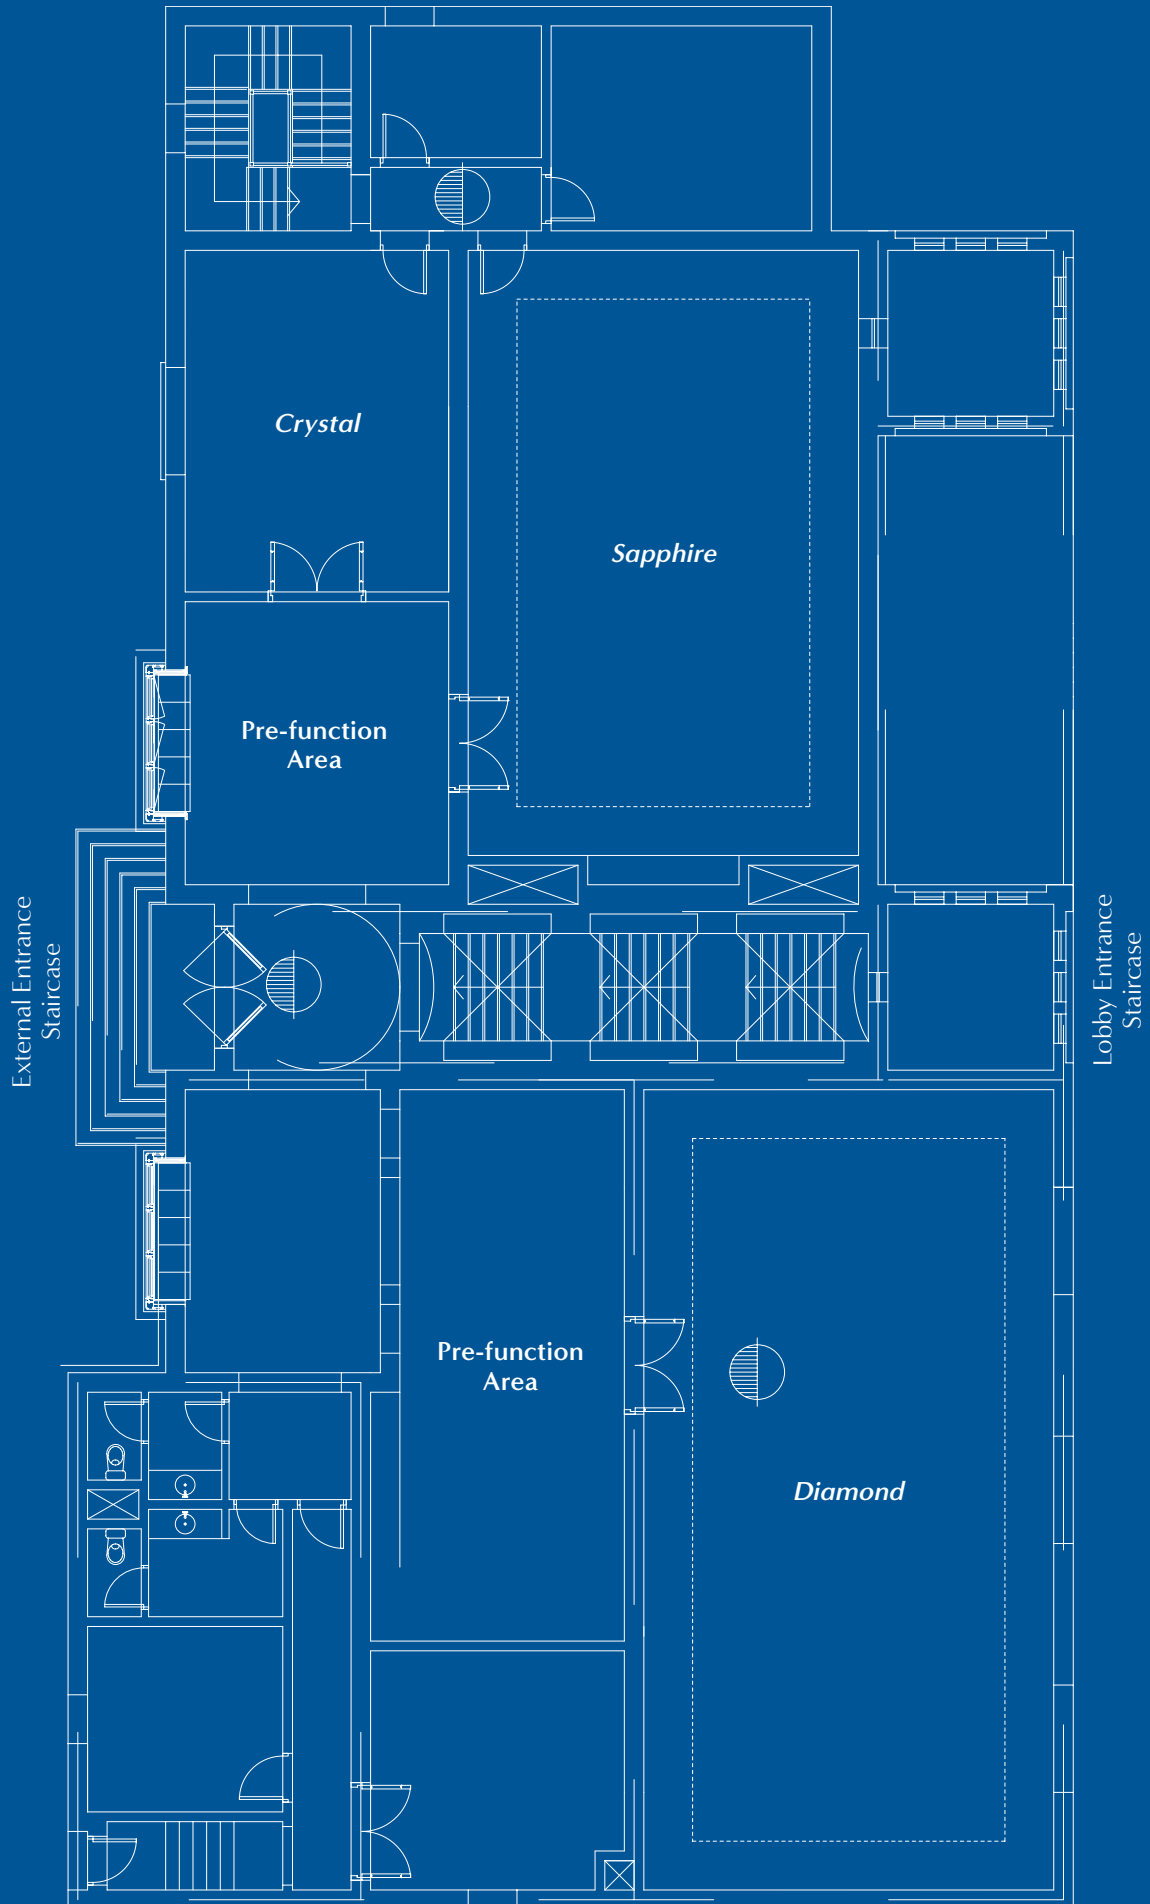 Crystal
Sapphire
Pre-function
Area
External Entrance
Staircase
Lobby Entrance
Staircase
Pre-function
Area
Diamond